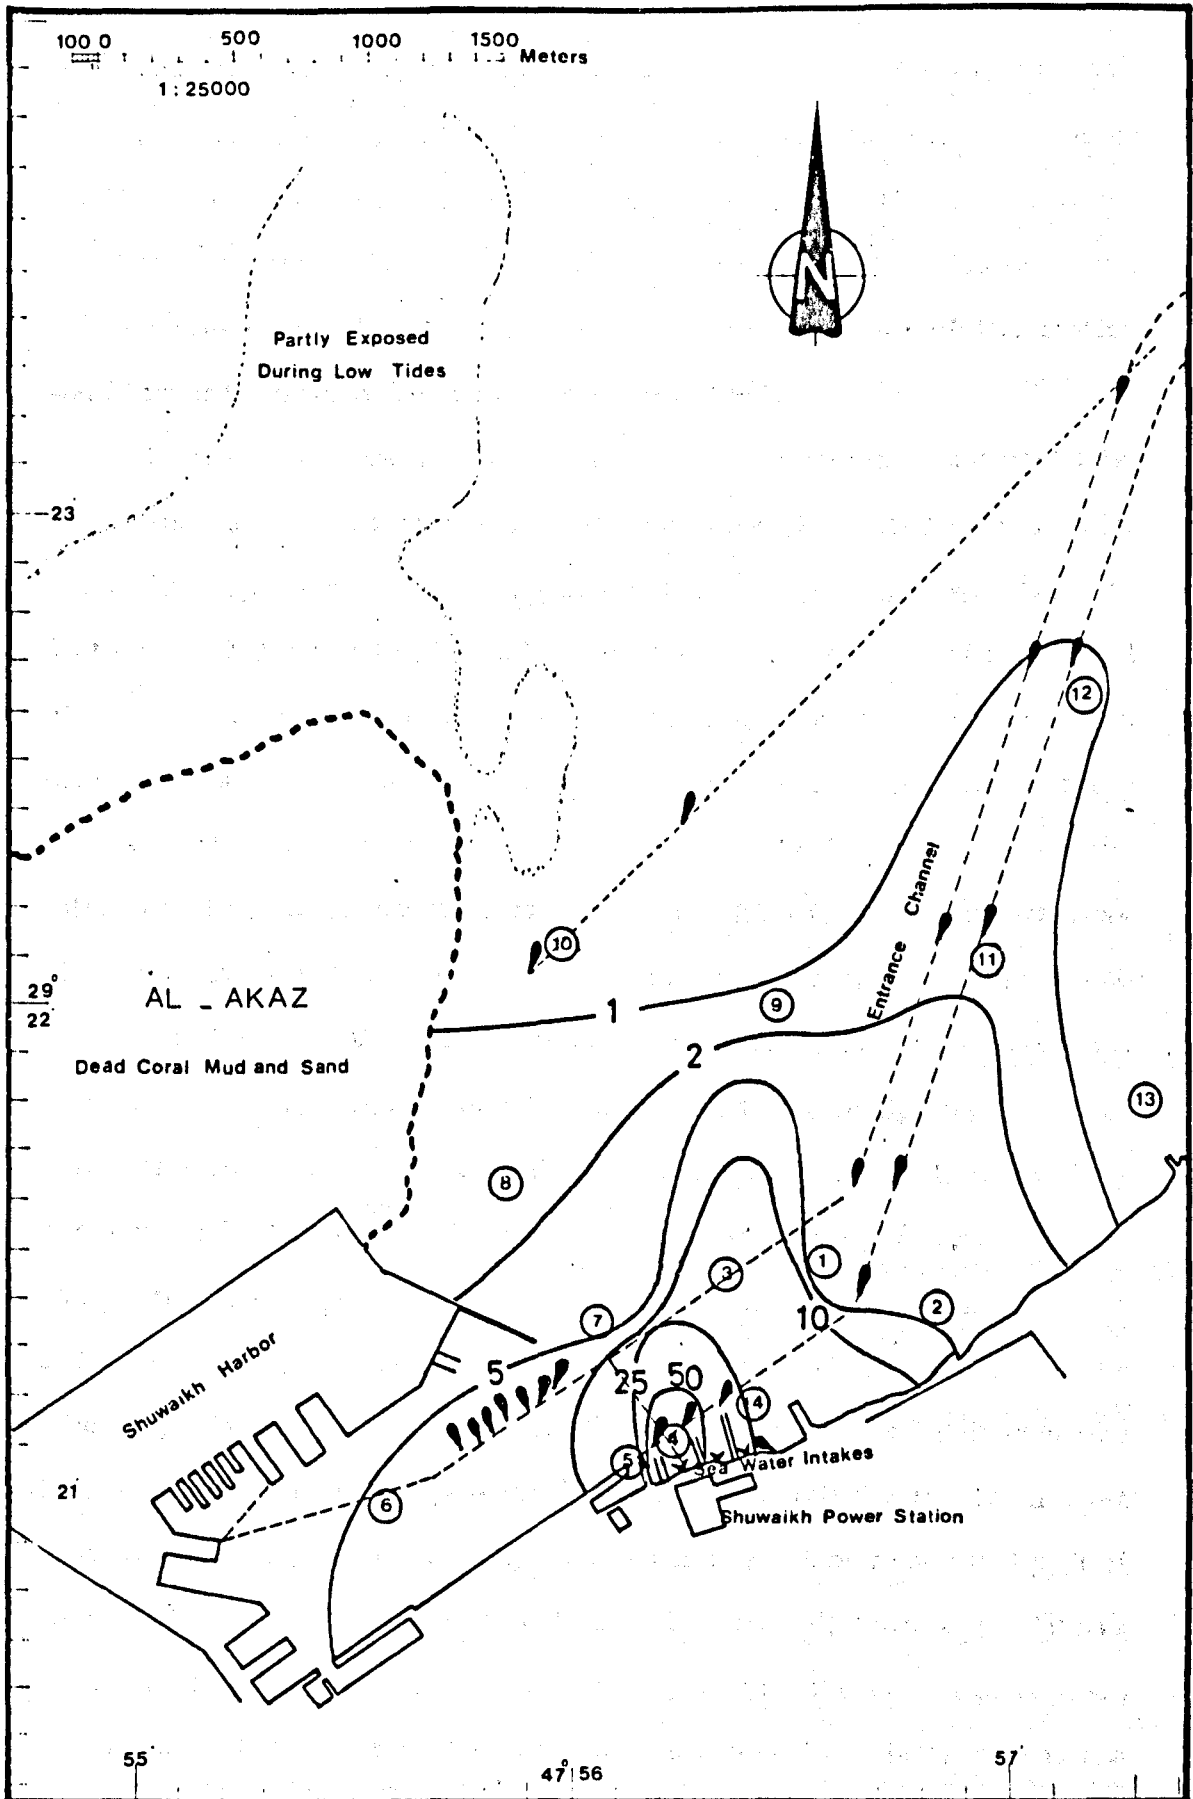 100 0 500 1000 1500 Meters
1:25000
N
Partly Exposed
During Low Tides
23
12
Entrance Channel
10
11
29°
22
AL _ AKAZ
1
9
2
Dead Coral Mud and Sand
13
8
3
1
10
2
7
Shuwaikh Harbor
5
25
50
14
4
5
Sea Water Intakes
21
6
Shuwaikh Power Station
55
47° 56
57